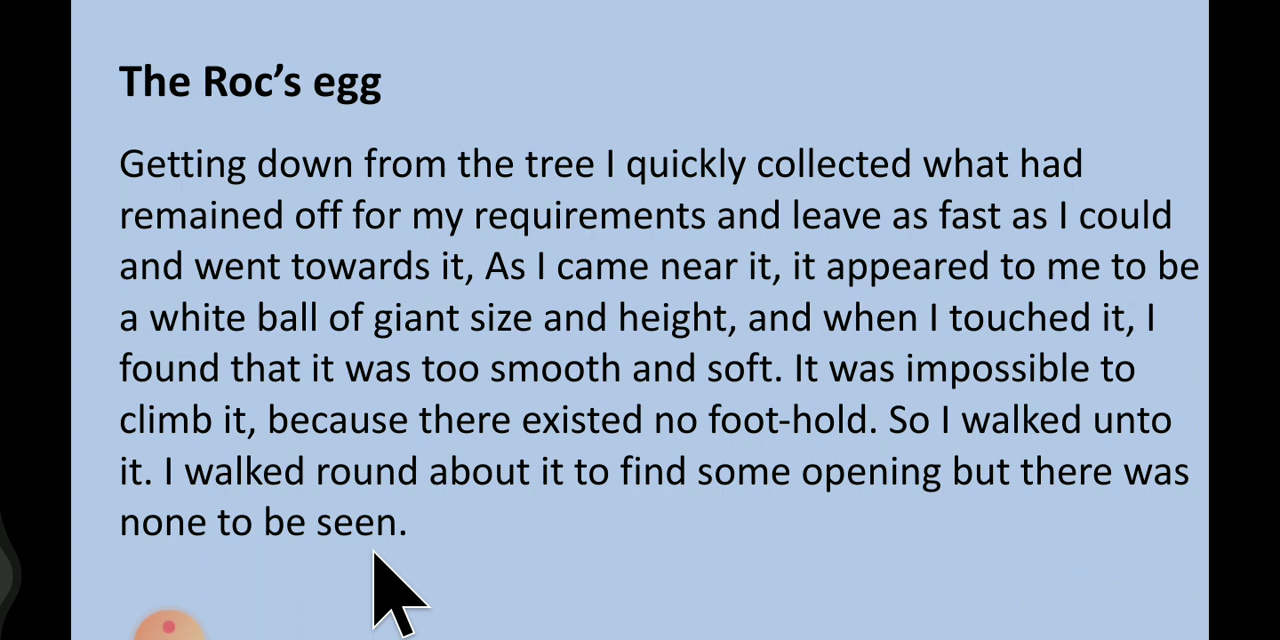 The Roc’s egg
Getting down from the tree I quickly collected what had
remained off for my requirements and leave as fast as I could
and went towards it, As I came near it, it appeared to me to be
a white ball of giant size and height, and when I touched it, I
found that it was too smooth and soft. It was impossible to
climb it, because there existed no foot-hold. So I walked unto
it. I walked round about it to find some opening but there was
none to be seen.